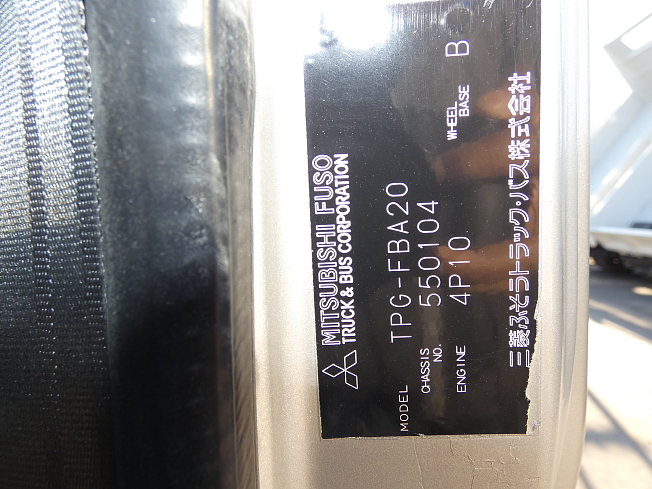 MITSUBISHI FUSO
TRUCK & BUS CORPORATION
MODEL TPG-FBA20
CHASSIS NO. 550104
ENGINE 4P10 WHEEL BASE B
三菱ふそうトラック・バス株式会社